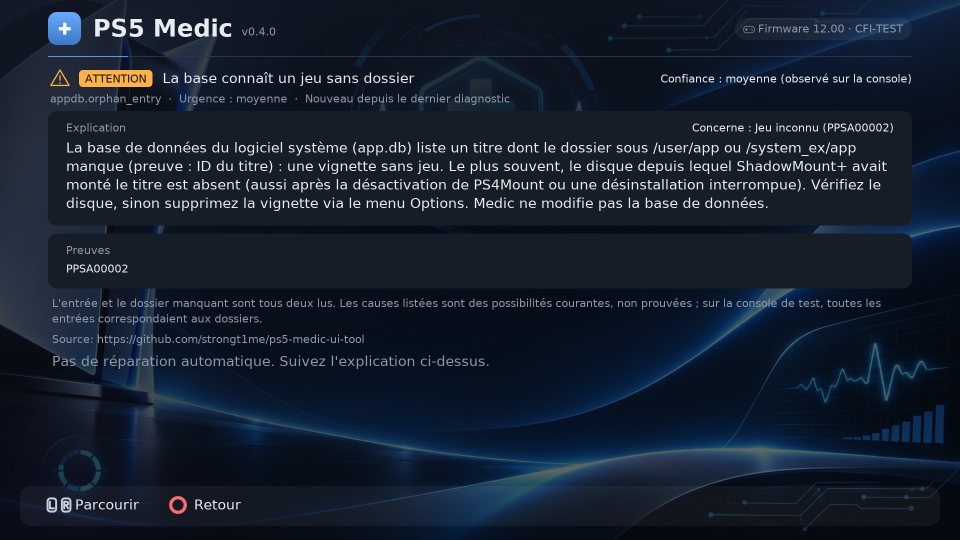 PS5 Medic v0.4.0
Firmware 12.00 · CFI-TEST
ATTENTION La base connaît un jeu sans dossier
Confiance : moyenne (observé sur la console)
appdb.orphan_entry · Urgence : moyenne · Nouveau depuis le dernier diagnostic
Explication
Concerne : Jeu inconnu (PPSA00002)
La base de données du logiciel système (app.db) liste un titre dont le dossier sous /user/app ou /system_ex/app
manque (preuve : ID du titre) : une vignette sans jeu. Le plus souvent, le disque depuis lequel ShadowMount+ avait
monté le titre est absent (aussi après la désactivation de PS4Mount ou une désinstallation interrompue). Vérifiez le
disque, sinon supprimez la vignette via le menu Options. Medic ne modifie pas la base de données.
Preuves
PPSA00002
L'entrée et le dossier manquant sont tous deux lus. Les causes listées sont des possibilités courantes, non prouvées ; sur la console de test, toutes les
entrées correspondaient aux dossiers.
Source: https://github.com/strongt1me/ps5-medic-ui-tool
Pas de réparation automatique. Suivez l'explication ci-dessus.
L R Parcourir Retour